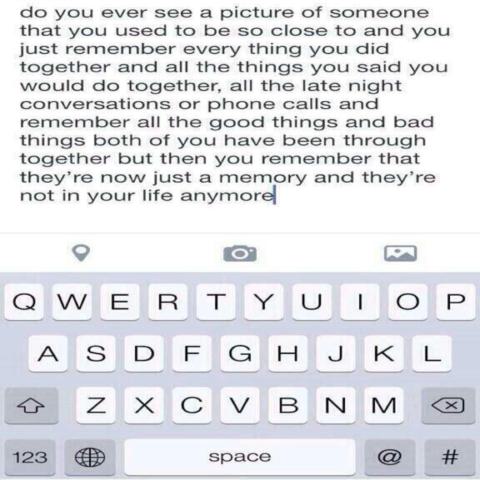 do you ever see a picture of someone
that you used to be so close to and you
just remember every thing you did
together and all the things you said you
would do together, all the late night
conversations or phone calls and
remember all the good things and bad
things both of you have been through
together but then you remember that
they're now just a memory and they're
not in your life anymore
Q W E R T Y U I O P
A S D F G H J K L
Z X C V B N M
123 space @ #